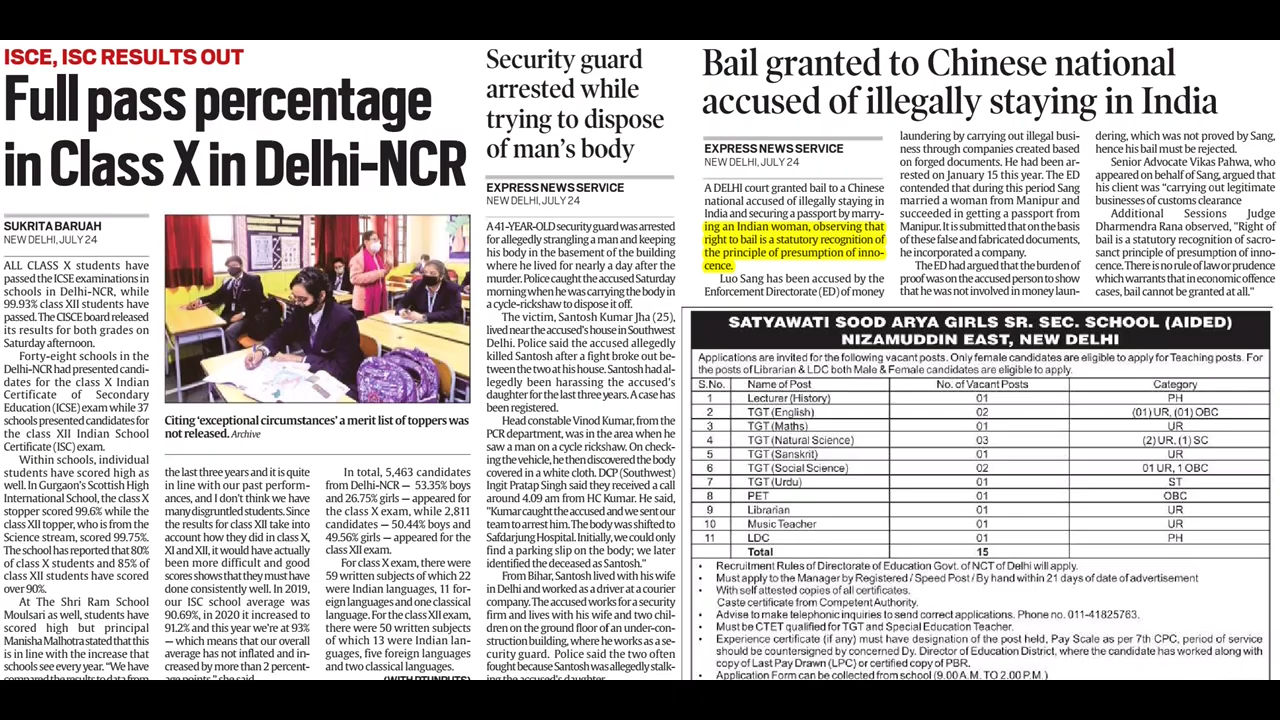 ISCE, ISC RESULTS OUT
Full pass percentage
in Class X in Delhi-NCR
SUKRITA BARUAH
NEW DELHI, JULY 24
ALL CLASS X students have
passed the ICSE examinations in
schools in Delhi-NCR, while
99.93% class XII students have
passed. The CISCE board released
its results for both grades on
Saturday afternoon.
Forty-eight schools in the
Delhi-NCR had presented candi-
dates for the class X Indian
Certificate of Secondary
Education (ICSE) exam while 37
schools presented candidates for
the class XII Indian School
Certificate (ISC) exam.
Within schools, individual
students have scored high as
well. In Gurgaon's Scottish High
International School, the class X
topper scored 99.6% while the
class XII topper, who is from the
Science stream, scored 99.75%.
The school has reported that 80%
of class X students and 85% of
class XII students have scored
over 90%.
At The Shri Ram School
Moulsari as well, students have
scored high but principal
Manisha Malhotra stated that this
is in line with the increase that
schools see every year. "We have
compared the results to data from
Citing 'exceptional circumstances' a merit list of toppers was
not released. Archive
the last three years and it is quite
in line with our past perform-
ances, and I don't think we have
many disgruntled students. Since
the results for class XII take into
account how they did in class X,
XI and XII, it would have actually
been more difficult and good
scores shows that they must have
done consistently well. In 2019,
our ISC school average was
90.69%, in 2020 it increased to
91.2% and this year we're at 93%
— which means that our overall
average has not inflated and in-
creased by more than 2 percent-
age points," she said.
In total, 5,463 candidates
from Delhi-NCR — 53.35% boys
and 26.75% girls — appeared for
the class X exam, while 2,811
candidates — 50.44% boys and
49.56% girls — appeared for the
class XII exam.
For class X exam, there were
59 written subjects of which 22
were Indian languages, 11 for-
eign languages and one classical
language. For the class XII exam,
there were 50 written subjects
of which 13 were Indian lan-
guages, five foreign languages
and two classical languages.
(WITH PTI INPUTS)
Security guard
arrested while
trying to dispose
of man's body
EXPRESS NEWS SERVICE
NEW DELHI, JULY 24
A 41-YEAR-OLD security guard was arrested
for allegedly strangling a man and keeping
his body in the basement of the building
where he lived for nearly a day after the
murder. Police caught the accused Saturday
morning when he was carrying the body in
a cycle-rickshaw to dispose it off.
The victim, Santosh Kumar Jha (25),
lived near the accused's house in Southwest
Delhi. Police said the accused allegedly
killed Santosh after a fight broke out be-
tween the two at his house. Santosh had al-
legedly been harassing the accused's
daughter for the last three years. A case has
been registered.
Head constable Vinod Kumar, from the
PCR department, was in the area when he
saw a man on a cycle rickshaw. On check-
ing the vehicle, he then discovered the body
covered in a white cloth. DCP (Southwest)
Ingit Pratap Singh said they received a call
around 4.09 am from HC Kumar. He said,
"Kumar caught the accused and we sent our
team to arrest him. The body was shifted to
Safdarjung Hospital. Initially, we could only
find a parking slip on the body; we later
identified the deceased as Santosh."
From Bihar, Santosh lived with his wife
in Delhi and worked as a driver at a courier
company. The accused works for a security
firm and lives with his wife and two chil-
dren on the ground floor of an under-con-
struction building, where he works as a se-
curity guard. Police said the two often
fought because Santosh was allegedly stalk-
ing the accused's daughter.
Bail granted to Chinese national
accused of illegally staying in India
EXPRESS NEWS SERVICE
NEW DELHI, JULY 24
A DELHI court granted bail to a Chinese
national accused of illegally staying in
India and securing a passport by marry-
ing an Indian woman, observing that
right to bail is a statutory recognition of
the principle of presumption of inno-
cence.
Luo Sang has been accused by the
Enforcement Directorate (ED) of money
laundering by carrying out illegal busi-
ness through companies created based
on forged documents. He had been ar-
rested on January 15 this year. The ED
contended that during this period Sang
married a woman from Manipur and
succeeded in getting a passport from
Manipur. It is submitted that on the basis
of these false and fabricated documents,
he incorporated a company.
The ED had argued that the burden of
proof was on the accused person to show
that he was not involved in money laun-
dering, which was not proved by Sang,
hence his bail must be rejected.
Senior Advocate Vikas Pahwa, who
appeared on behalf of Sang, argued that
his client was "carrying out legitimate
businesses of customs clearance
Additional Sessions Judge
Dharmendra Rana observed, "Right of
bail is a statutory recognition of sacro-
sanct principle of presumption of inno-
cence. There is no rule of law or prudence
which warrants that in economic offence
cases, bail cannot be granted at all."
SATYAWATI SOOD ARYA GIRLS SR. SEC. SCHOOL (AIDED)
NIZAMUDDIN EAST, NEW DELHI
Applications are invited for the following vacant posts. Only female candidates are eligible to apply for Teaching posts. For
the posts of Librarian & LDC both Male & Female candidates are eligible to apply.
S.No. Name of Post No. of Vacant Posts Category
1 Lecturer (History) 01 PH
2 TGT (English) 02 (01) UR, (01) OBC
3 TGT (Maths) 01 UR
4 TGT (Natural Science) 03 (2) UR, (1) SC
5 TGT (Sanskrit) 01 UR
6 TGT (Social Science) 02 01 UR, 1 OBC
7 TGT (Urdu) 01 ST
8 PET 01 OBC
9 Librarian 01 UR
10 Music Teacher 01 UR
11 LDC 01 PH
Total 15
• Recruitment Rules of Directorate of Education Govt. of NCT of Delhi will apply.
• Must apply to the Manager by Registered / Speed Post / By hand within 21 days of date of advertisement
• With self attested copies of all certificates.
Caste certificate from Competent Authority.
• Advise to make telephonic inquiries to send correct applications. Phone no. 011-41825763.
• Must be CTET qualified for TGT and Special Education Teacher.
• Experience certificate (if any) must have designation of the post held, Pay Scale as per 7th CPC, period of service
should be countersigned by concerned Dy. Director of Education District, where the candidate has worked along with
copy of Last Pay Drawn (LPC) or certified copy of PBR.
• Application Form can be collected from school (9.00 A.M. TO 2.00 P.M.)